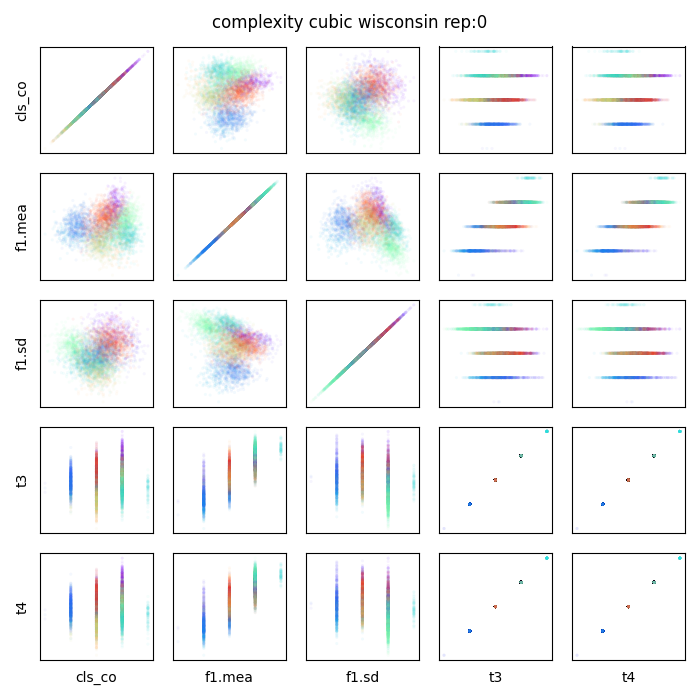 complexity cubic wisconsin rep:0
cls_co
f1.mea
f1.sd
t3
t4
cls_co
f1.mea
f1.sd
t3
t4